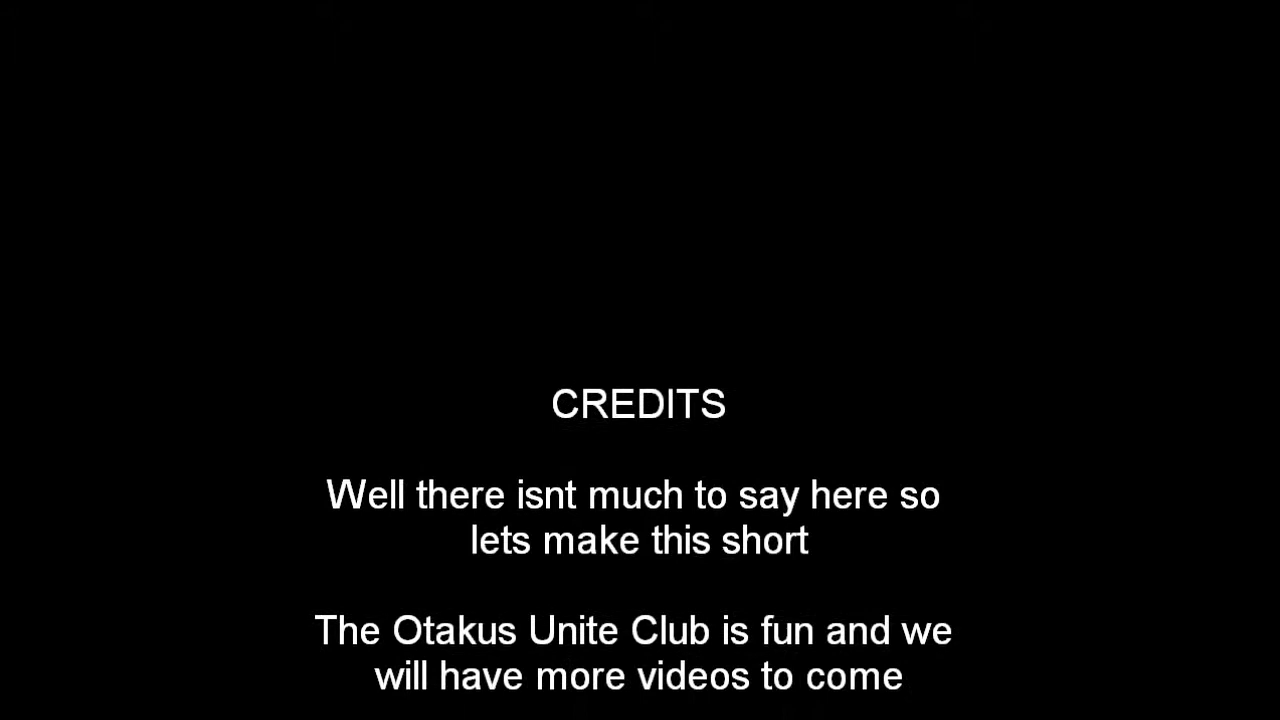 CREDITS
Well there isnt much to say here so
lets make this short
The Otakus Unite Club is fun and we
will have more videos to come